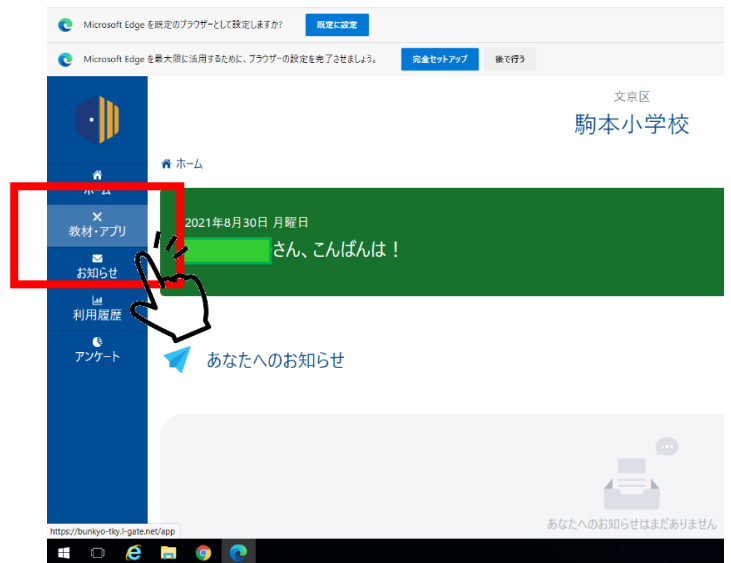 Microsoft Edge を既定のブラウザーとして設定しますか? 既定に設定
Microsoft Edge を最大限に活用するために、ブラウザーの設定を完了させましょう。 完全セットアップ 後で行う
文京区
駒本小学校
ホーム
ホーム
教材・アプリ
お知らせ
利用履歴
アンケート
2021年8月30日 月曜日
さん、こんばんは！
あなたへのお知らせ
あなたへのお知らせはまだありません
https://bunkyo-tky.l-gate.net/app